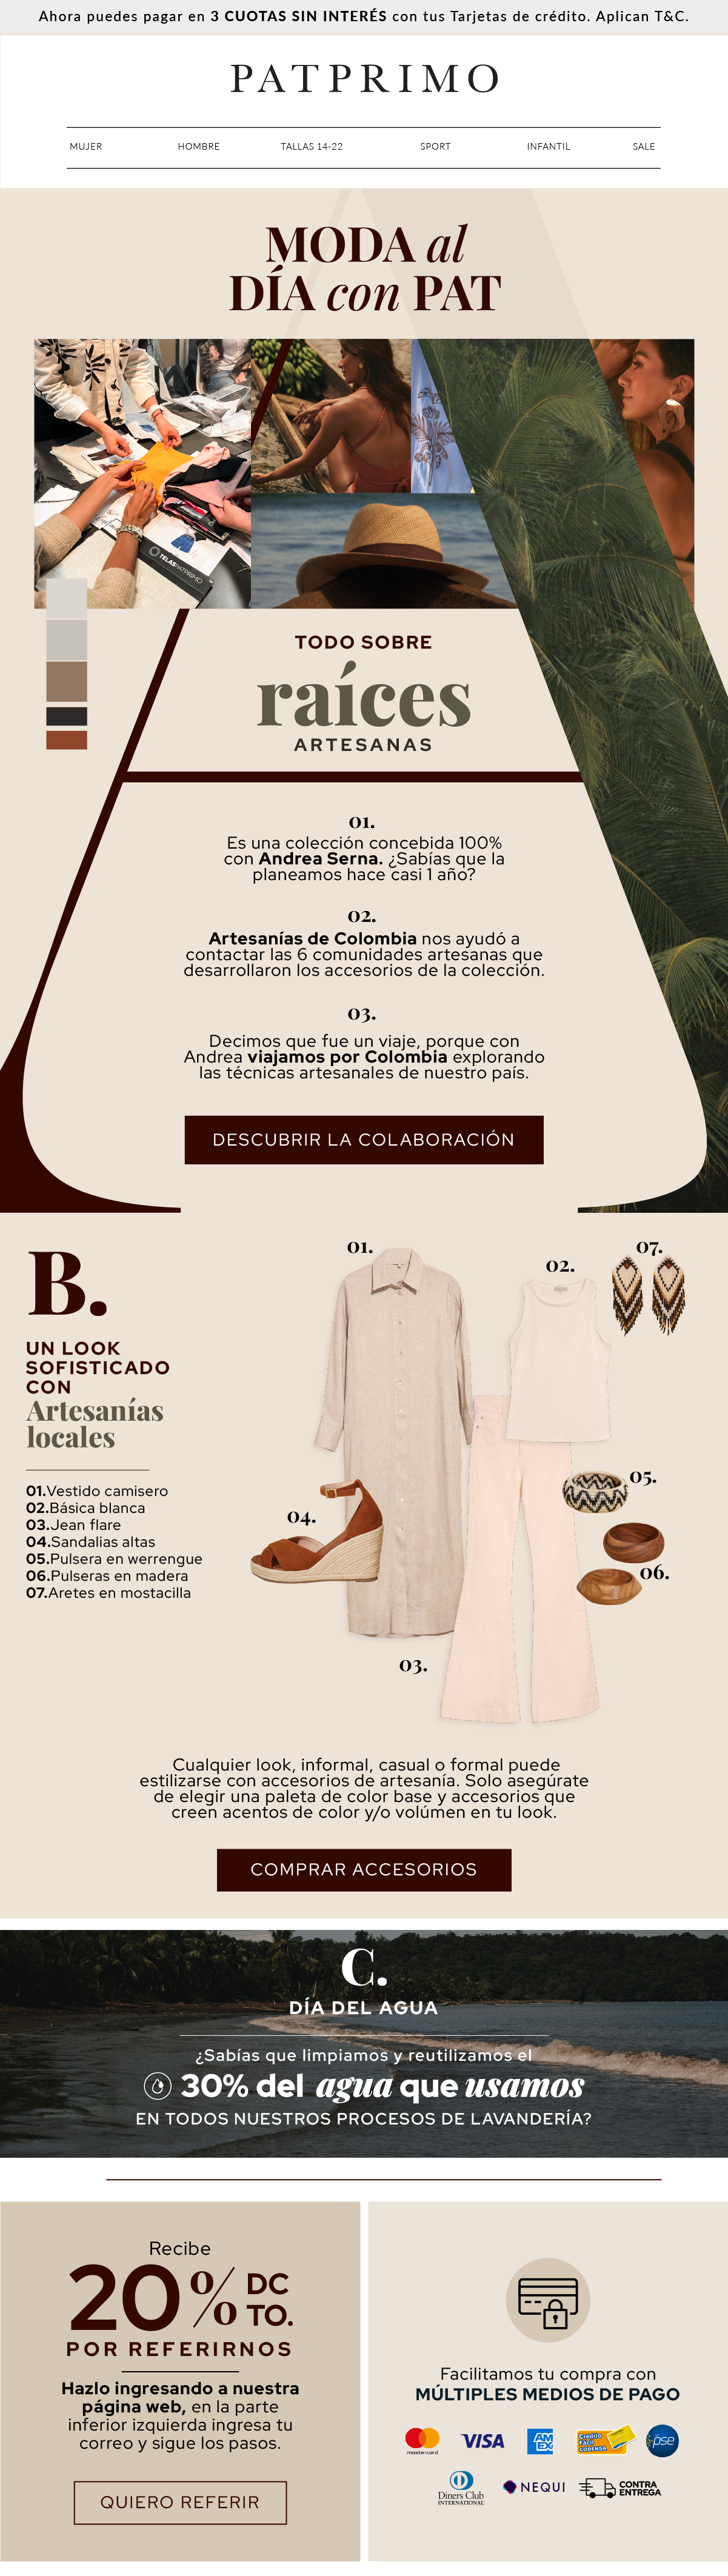 Ahora puedes pagar en 3 CUOTAS SIN INTERÉS con tus Tarjetas de crédito. Aplican T&C.
PATPRIMO
MUJER HOMBRE TALLAS 14-22 SPORT INFANTIL SALE
MODA al
DÍA con PAT
TELASPATPRIMO
TODO SOBRE
raíces
ARTESANAS
01.
Es una colección concebida 100%
con Andrea Serna. ¿Sabías que la
planeamos hace casi 1 año?
02.
Artesanías de Colombia nos ayudó a
contactar las 6 comunidades artesanas que
desarrollaron los accesorios de la colección.
03.
Decimos que fue un viaje, porque con
Andrea viajamos por Colombia explorando
las técnicas artesanales de nuestro país.
DESCUBRIR LA COLABORACIÓN
B.
UN LOOK
SOFISTICADO
CON
Artesanías
locales
01.Vestido camisero
02.Básica blanca
03.Jean flare
04.Sandalias altas
05.Pulsera en werrengue
06.Pulseras en madera
07.Aretes en mostacilla
01.
02.
07.
05.
04.
06.
03.
Cualquier look, informal, casual o formal puede
estilizarse con accesorios de artesanía. Solo asegúrate
de elegir una paleta de color base y accesorios que
creen acentos de color y/o volúmen en tu look.
COMPRAR ACCESORIOS
C.
DÍA DEL AGUA
¿Sabías que limpiamos y reutilizamos el
30% del agua que usamos
EN TODOS NUESTROS PROCESOS DE LAVANDERÍA?
Recibe
20% DC
TO.
POR REFERIRNOS
Hazlo ingresando a nuestra
página web, en la parte
inferior izquierda ingresa tu
correo y sigue los pasos.
QUIERO REFERIR
Facilitamos tu compra con
MÚLTIPLES MEDIOS DE PAGO
mastercard
VISA
AM
EX
Crédito
Fácil
CODENSA
pse
Diners Club
INTERNATIONAL
NEQUI
CONTRA
ENTREGA